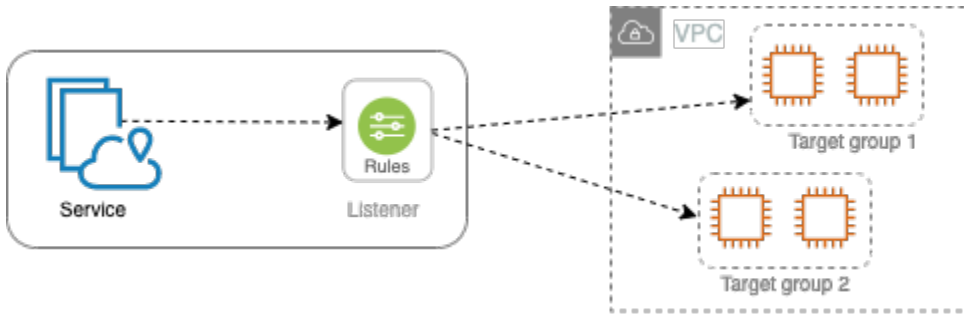 VPC
Rules
Service
Listener
Target group 1
Target group 2